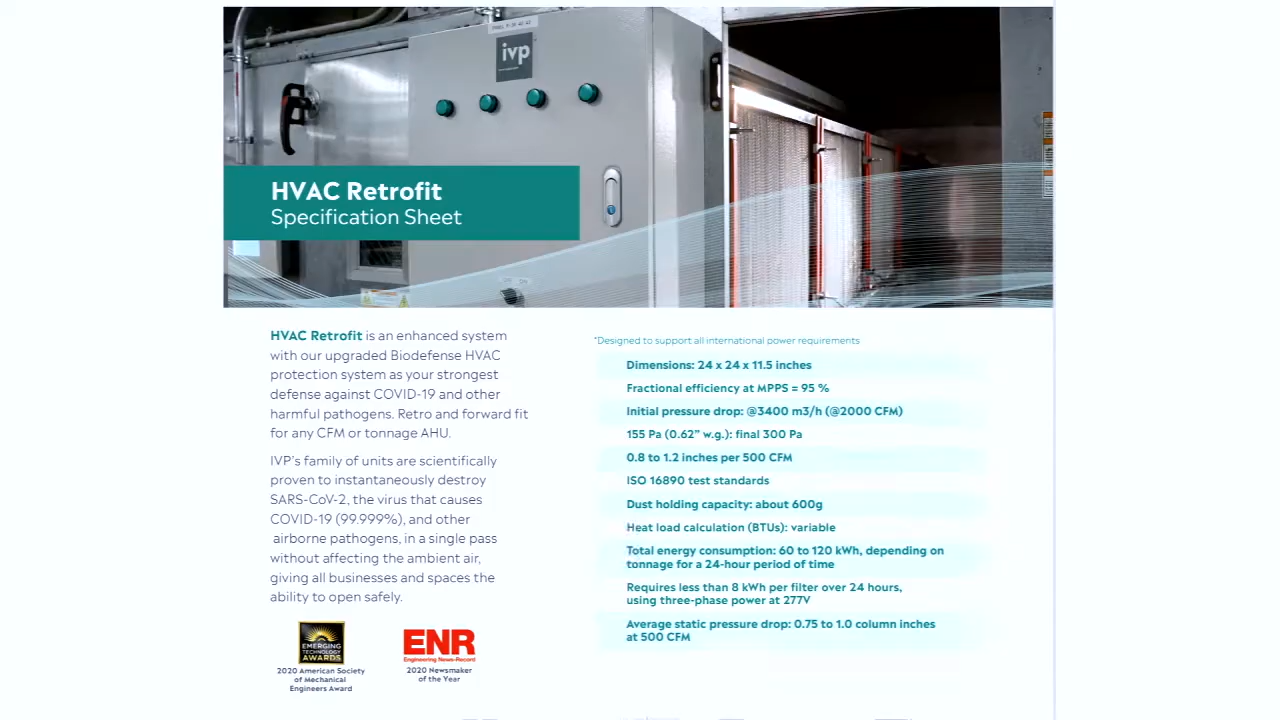 ivp
HVAC Retrofit
Specification Sheet
HVAC Retrofit is an enhanced system
with our upgraded Biodefense HVAC
protection system as your strongest
defense against COVID-19 and other
harmful pathogens. Retro and forward fit
for any CFM or tonnage AHU.
IVP's family of units are scientifically
proven to instantaneously destroy
SARS-CoV-2, the virus that causes
COVID-19 (99.999%), and other
airborne pathogens, in a single pass
without affecting the ambient air,
giving all businesses and spaces the
ability to open safely.
EMERGING
TECHNOLOGY
AWARDS
2020 American Society
of Mechanical
Engineers Award
ENR
Engineering News-Record
2020 Newsmaker
of the Year
*Designed to support all international power requirements
Dimensions: 24 x 24 x 11.5 inches
Fractional efficiency at MPPS = 95 %
Initial pressure drop: @3400 m3/h (@2000 CFM)
155 Pa (0.62” w.g.): final 300 Pa
0.8 to 1.2 inches per 500 CFM
ISO 16890 test standards
Dust holding capacity: about 600g
Heat load calculation (BTUs): variable
Total energy consumption: 60 to 120 kWh, depending on
tonnage for a 24-hour period of time
Requires less than 8 kWh per filter over 24 hours,
using three-phase power at 277V
Average static pressure drop: 0.75 to 1.0 column inches
at 500 CFM